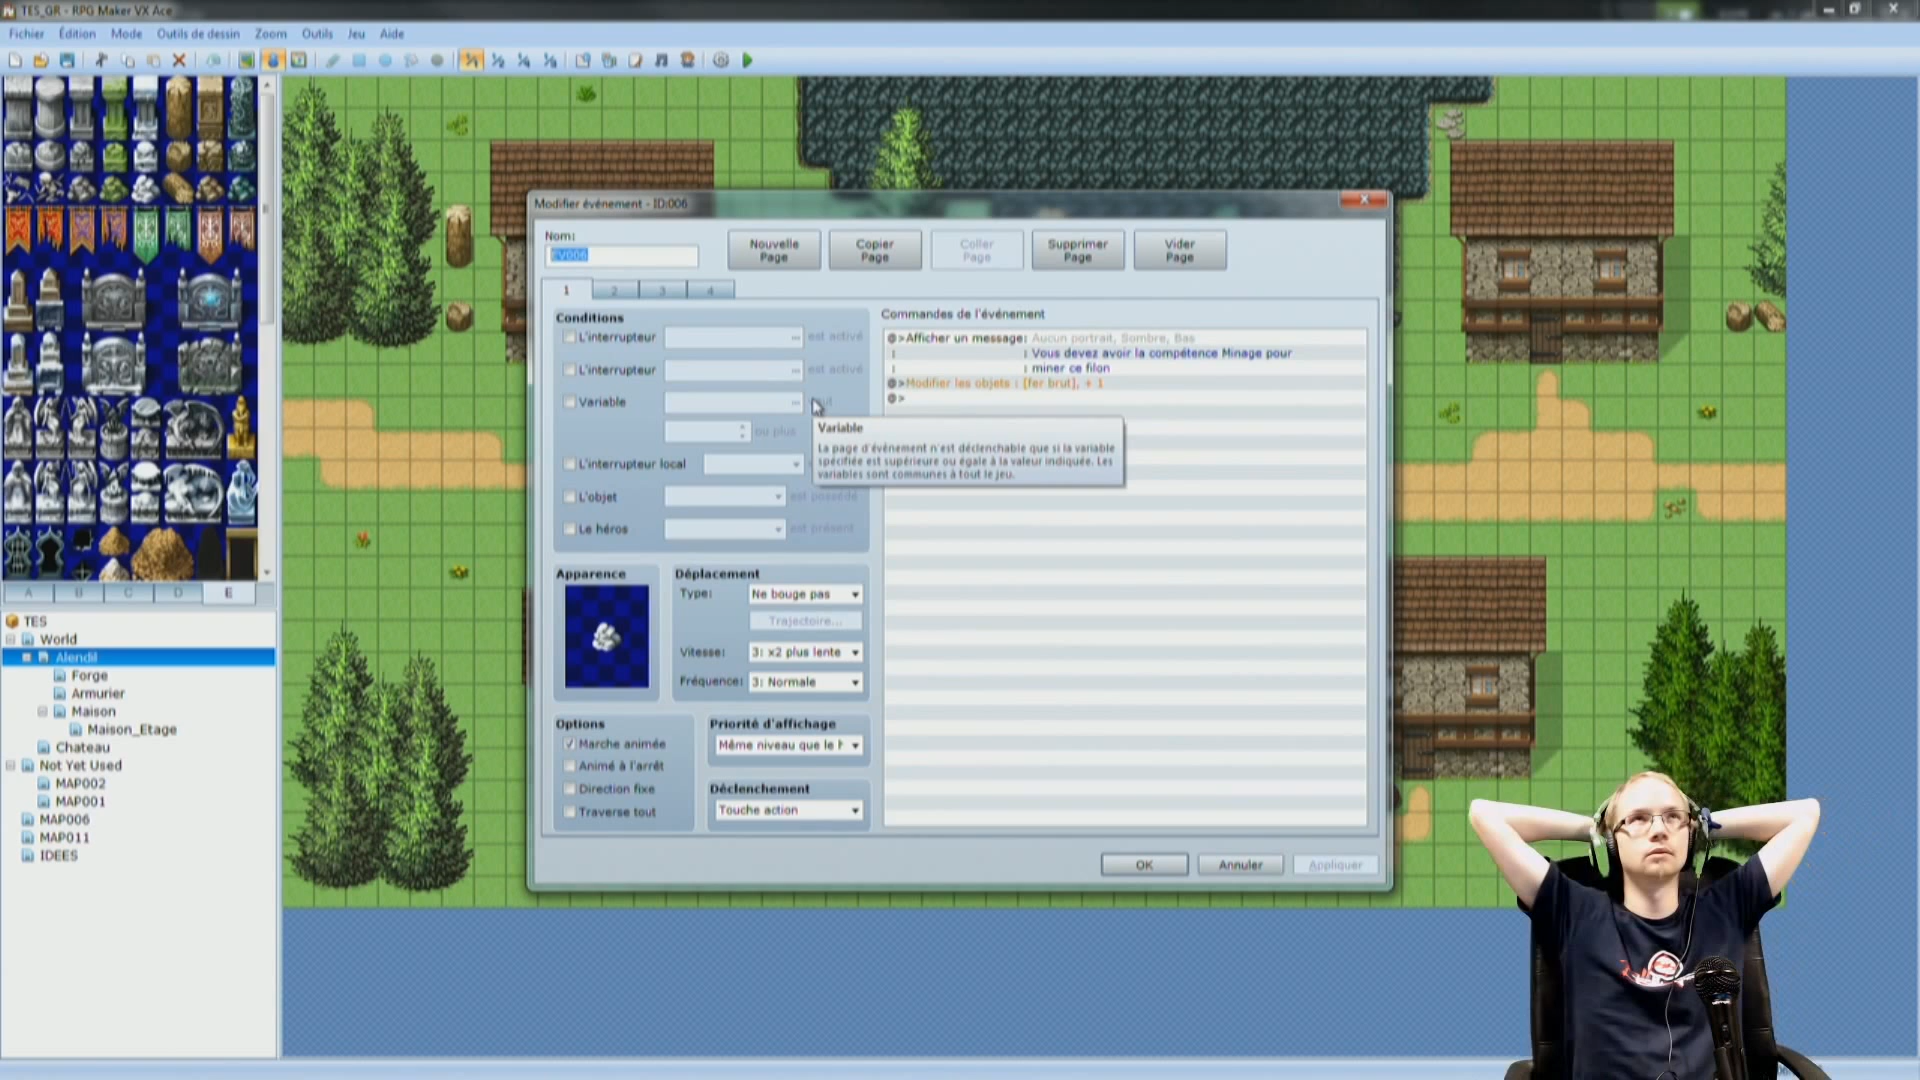 TES_GR - RPG Maker VX Ace
Fichier Édition Mode Outils de dessin Zoom Outils Jeu Aide
Modifier événement - ID:006
Nom:
EV006
Nouvelle Page
Copier Page
Coller Page
Supprimer Page
Vider Page
1 2 3 4
Conditions
L'interrupteur ... est activé
L'interrupteur ... est activé
Variable ...
ou plus
L'interrupteur local
L'objet est possédé
Le héros est présent
Commandes de l'événement
@>Afficher un message: Aucun portrait, Sombre, Bas
: : Vous devez avoir la compétence Minage pour
: : miner ce filon
@>Modifier les objets : [fer brut], + 1
@>
Variable
La page d'événement n'est déclenchable que si la variable
spécifiée est supérieure ou égale à la valeur indiquée. Les
variables sont communes à tout le jeu.
Apparence
Déplacement
Type: Ne bouge pas
Trajectoire...
Vitesse: 3: x2 plus lente
Fréquence: 3: Normale
Options
Marche animée
Animé à l'arrêt
Direction fixe
Traverse tout
Priorité d'affichage
Même niveau que le h
Déclenchement
Touche action
OK Annuler Appliquer
A B C D E
TES
World
Alendil
Forge
Armurier
Maison
Maison_Etage
Chateau
Not Yet Used
MAP002
MAP001
MAP006
MAP011
IDEES